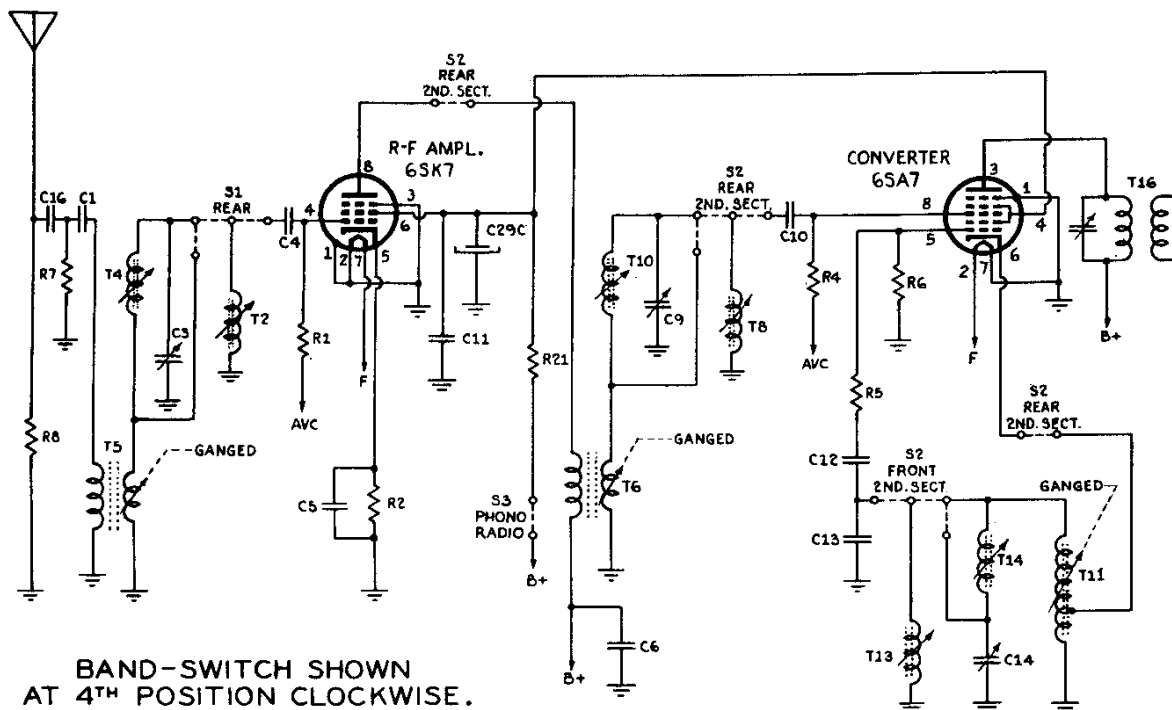 S2
REAR
2ND. SECT.
R-F AMPL.
6SK7
CONVERTER
6SA7
C16
C1
S1
REAR
8
3
4
6
1
2
7
5
C4
C29C
S2
REAR
2ND. SECT.
C10
8
5
3
1
4
2
7
6
T16
R7
T4
C3
T2
R1
F
C11
R21
T10
C9
T8
R4
R6
F
B+
AVC
AVC
R8
T5
GANGED
C5
R2
S3
PHONO
RADIO
B+
GANGED
T6
R5
C12
C13
S2
REAR
2ND. SECT.
S2
FRONT
2ND. SECT.
GANGED
T14
T11
T13
C14
C6
B+
BAND-SWITCH SHOWN
AT 4TH POSITION CLOCKWISE.